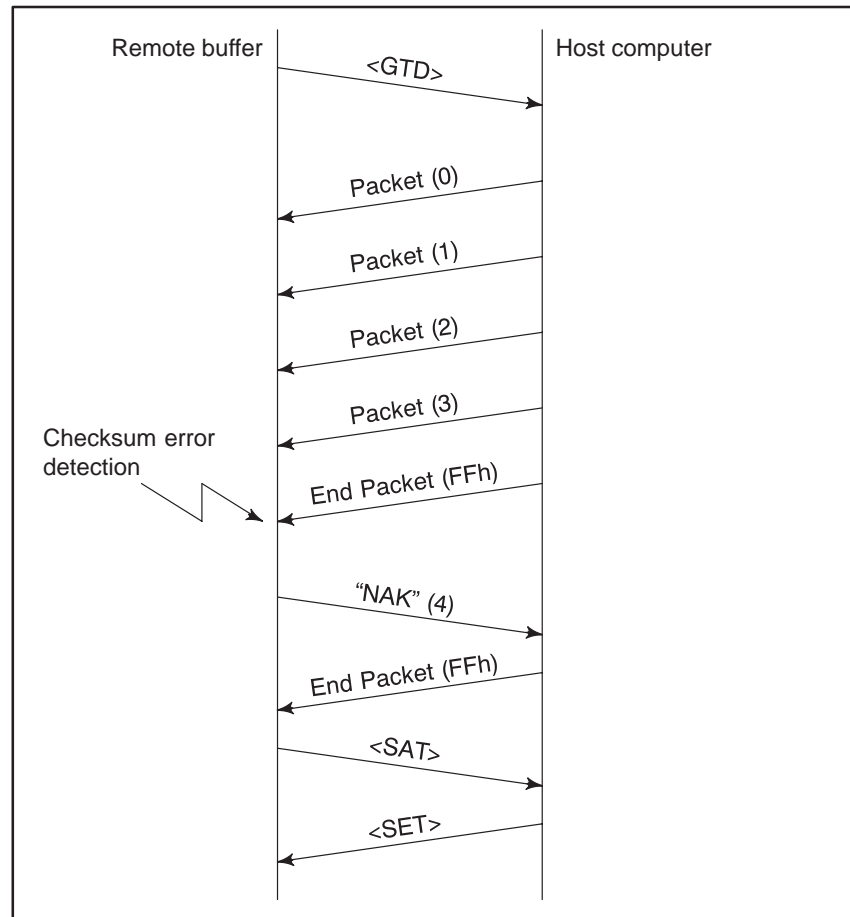 Remote buffer
Host computer
<GTD>
Packet (0)
Packet (1)
Packet (2)
Packet (3)
Checksum error
detection
End Packet (FFh)
“NAK” (4)
End Packet (FFh)
<SAT>
<SET>